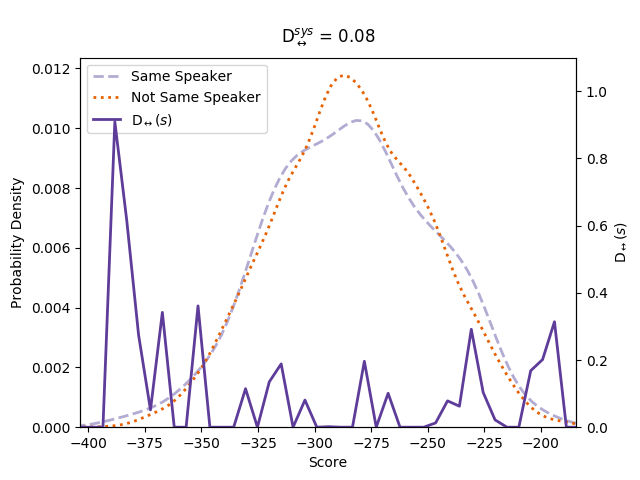 D↔^sys = 0.08
Same Speaker
Not Same Speaker
D↔(s)
Probability Density
0.012
0.010
0.008
0.006
0.004
0.002
0.000
D↔(s)
1.0
0.8
0.6
0.4
0.2
0.0
−400 −375 −350 −325 −300 −275 −250 −225 −200
Score